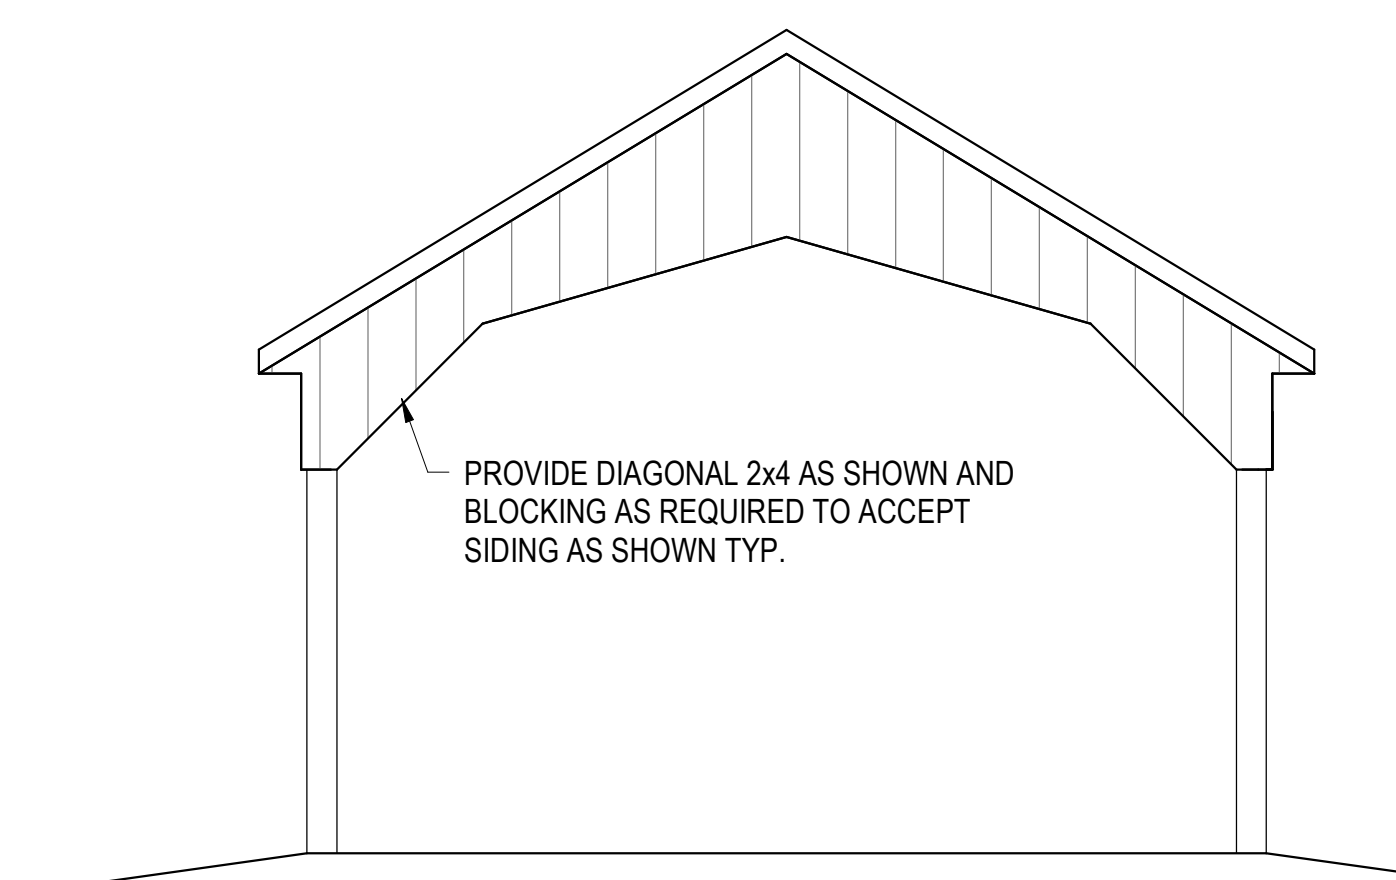 PROVIDE DIAGONAL 2x4 AS SHOWN AND
BLOCKING AS REQUIRED TO ACCEPT
SIDING AS SHOWN TYP.